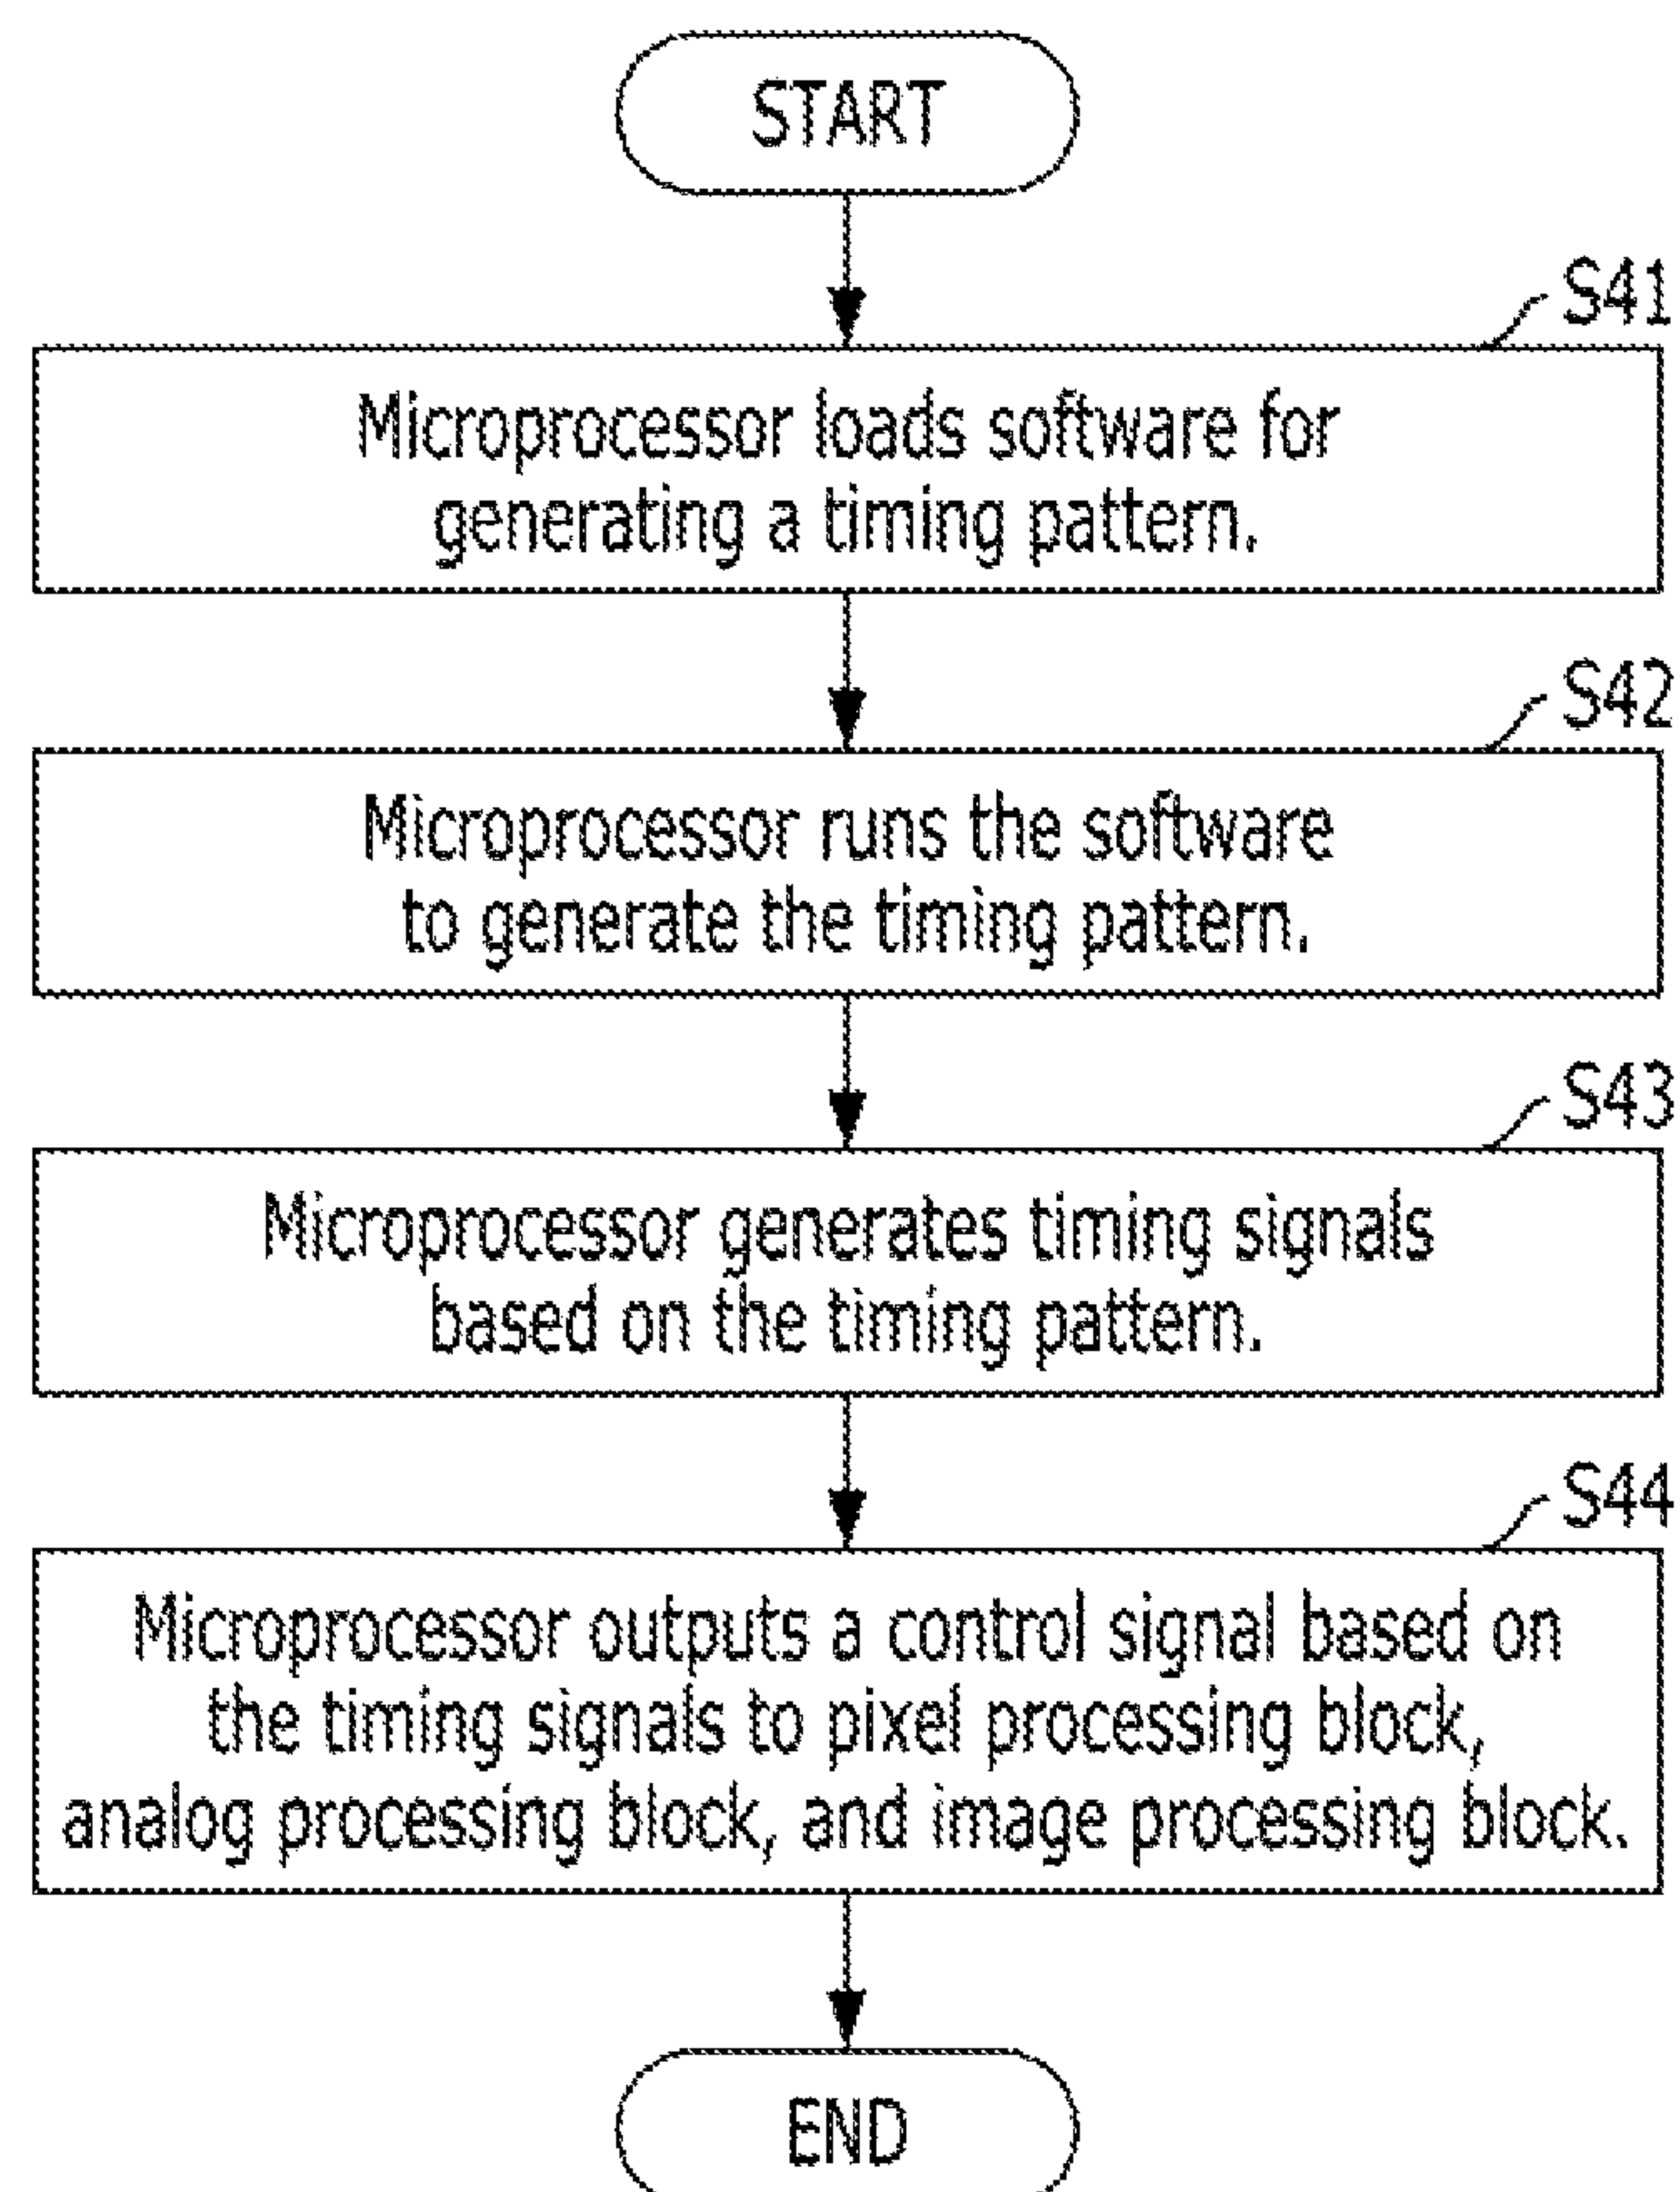 START
S41
Microprocessor loads software for
generating a timing pattern.
S42
Microprocessor runs the software
to generate the timing pattern.
S43
Microprocessor generates timing signals
based on the timing pattern.
S44
Microprocessor outputs a control signal based on
the timing signals to pixel processing block,
analog processing block, and image processing block.
END